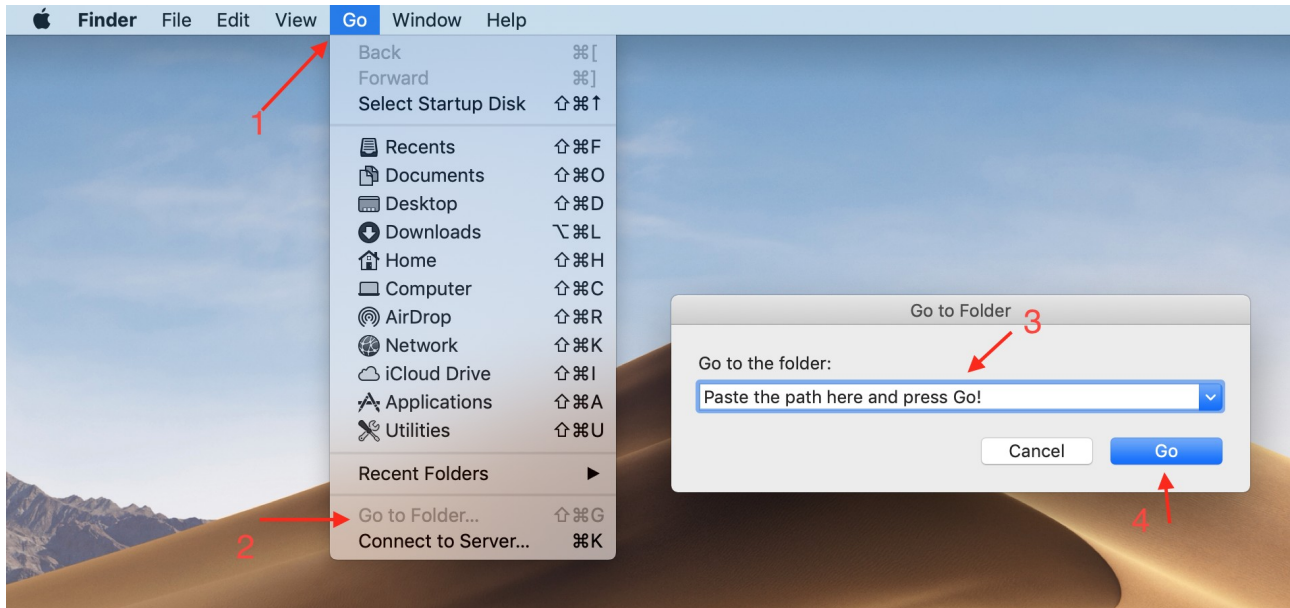 Finder File Edit View Go Window Help
Back ⌘[
Forward ⌘]
Select Startup Disk ⇧⌘↑
1
Recents ⇧⌘F
Documents ⇧⌘O
Desktop ⇧⌘D
Downloads ⌥⌘L
Home ⇧⌘H
Computer ⇧⌘C
AirDrop ⇧⌘R
Network ⇧⌘K
iCloud Drive ⇧⌘I
Applications ⇧⌘A
Utilities ⇧⌘U
Recent Folders ▶
Go to Folder... ⇧⌘G
2
Connect to Server... ⌘K
Go to Folder
3
Go to the folder:
Paste the path here and press Go!
Cancel Go
4